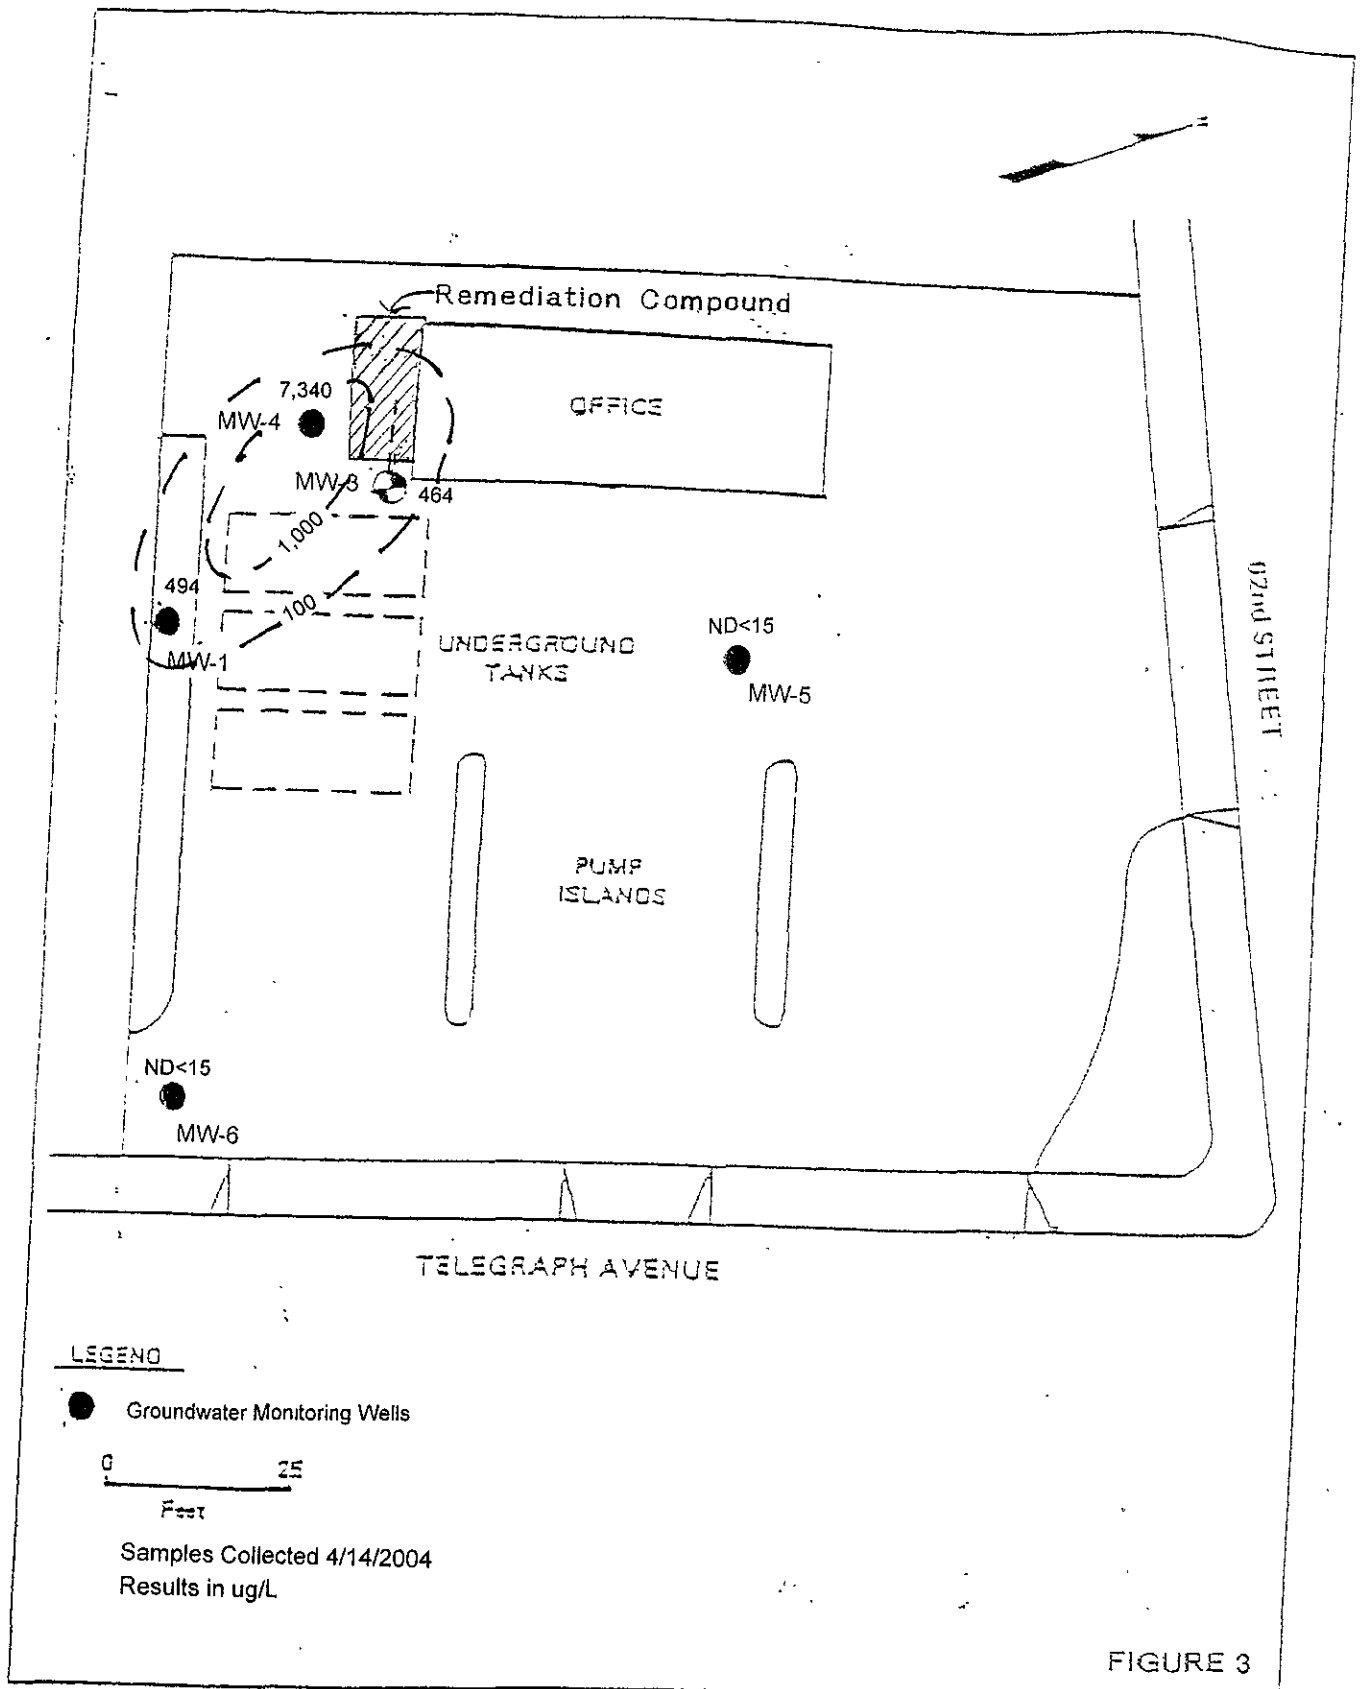 Remediation Compound
7,340
MW-4
OFFICE
MW-3
464
1,000
494
100
MW-1
UNDERGROUND
TANKS
ND<15
MW-5
PUMP
ISLANDS
ND<15
MW-6
TELEGRAPH AVENUE
LEGEND
Groundwater Monitoring Wells
0 25
Feet
Samples Collected 4/14/2004
Results in ug/L
FIGURE 3
STREET